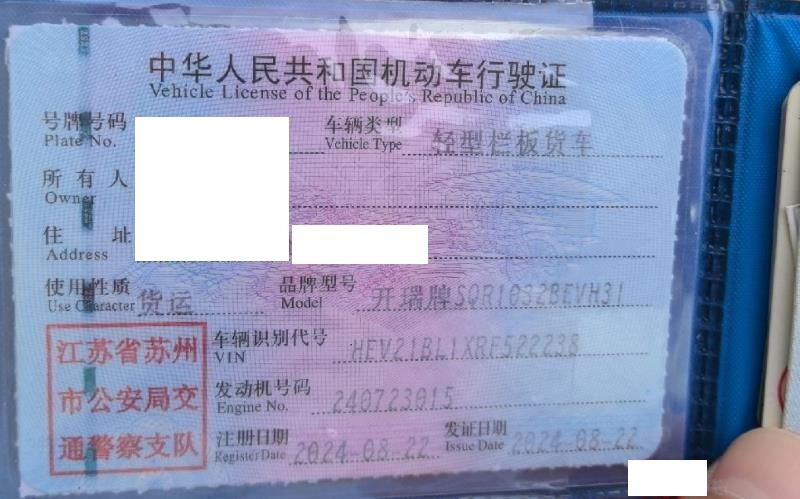 中华人民共和国机动车行驶证
Vehicle License of the People's Republic of China
号牌号码 车辆类型 轻型栏板货车
Plate No. Vehicle Type
所有人
Owner
住址
Address
使用性质 货运 品牌型号 开瑞牌SQR1032BEVH31
Use Character Model
江苏省苏州
市公安局交
通警察支队
车辆识别代号 HEV21BL1XRF522238
VIN
发动机号码 240723015
Engine No.
注册日期 2024-08-22 发证日期 2024-08-22
Register Date Issue Date